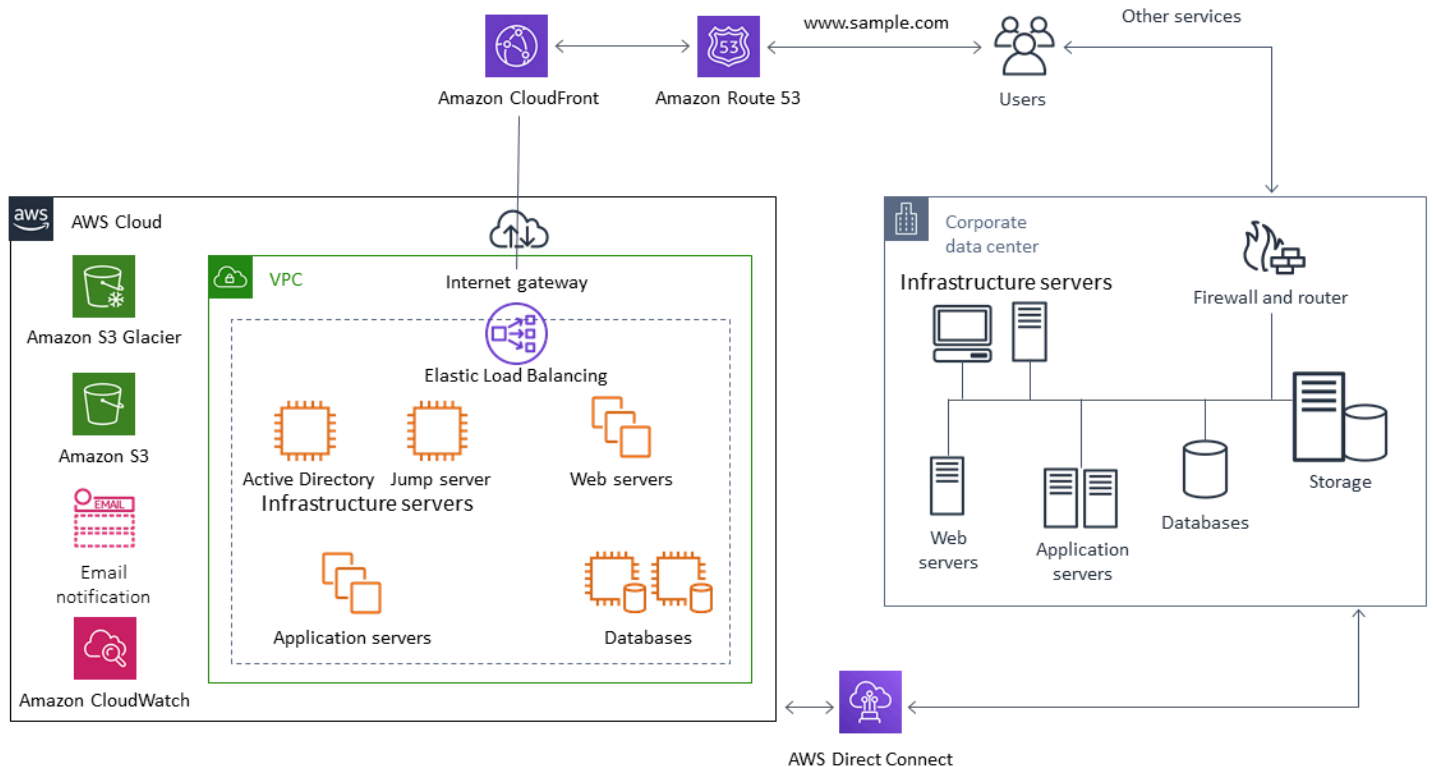 www.sample.com
Other services
53
Amazon CloudFront
Amazon Route 53
Users
aws
AWS Cloud
Corporate
data center
VPC
Internet gateway
Infrastructure servers
Firewall and router
Amazon S3 Glacier
Elastic Load Balancing
Amazon S3
Active Directory
Jump server
Web servers
Infrastructure servers
Storage
EMAIL
Email
notification
Web
servers
Application
servers
Databases
Application servers
Databases
Amazon CloudWatch
AWS Direct Connect